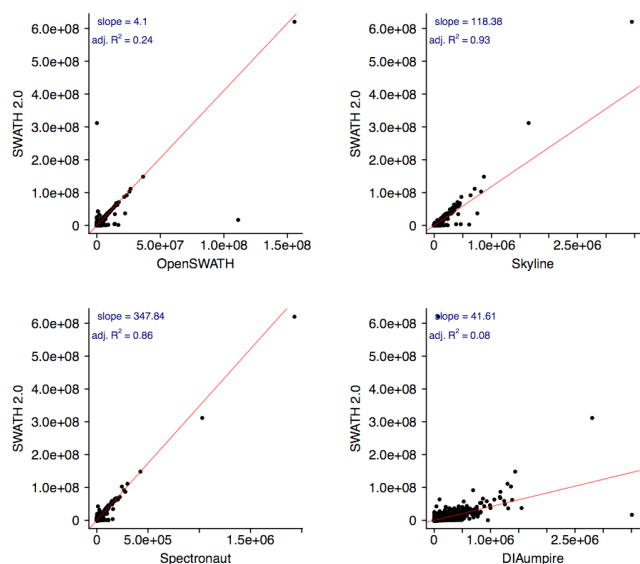 slope = 4.1
adj. R² = 0.24
SWATH 2.0
6.0e+08
5.0e+08
4.0e+08
3.0e+08
2.0e+08
1.0e+08
0
0
5.0e+07
1.0e+08
1.5e+08
OpenSWATH
slope = 118.38
adj. R² = 0.93
SWATH 2.0
6.0e+08
5.0e+08
4.0e+08
3.0e+08
2.0e+08
1.0e+08
0
0
1.0e+06
2.5e+06
Skyline
slope = 347.84
adj. R² = 0.86
SWATH 2.0
6.0e+08
5.0e+08
4.0e+08
3.0e+08
2.0e+08
1.0e+08
0
0
5.0e+05
1.5e+06
Spectronaut
slope = 41.61
adj. R² = 0.08
SWATH 2.0
6.0e+08
5.0e+08
4.0e+08
3.0e+08
2.0e+08
1.0e+08
0
0
1.0e+06
2.5e+06
DIAumpire